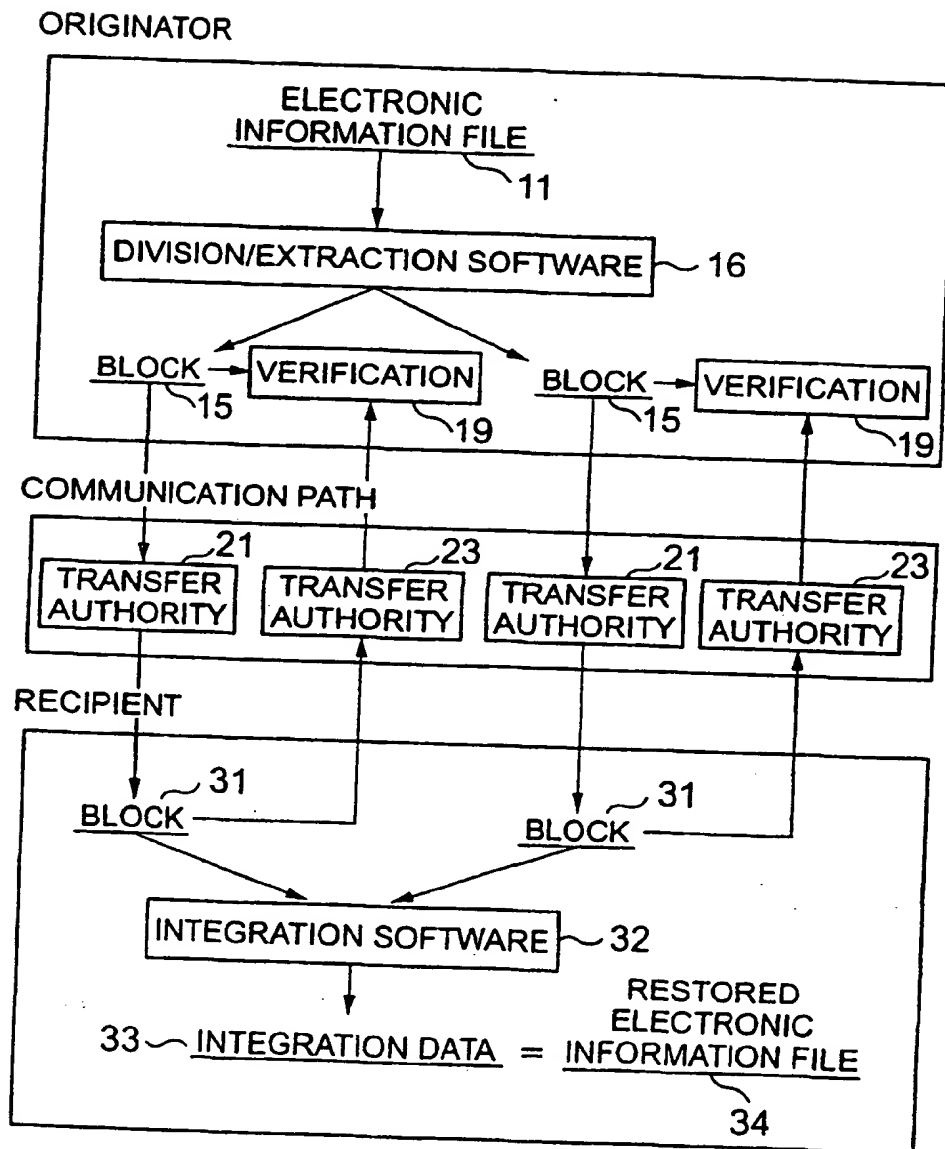 ORIGINATOR
ELECTRONIC
INFORMATION FILE
11
DIVISION/EXTRACTION SOFTWARE
16
BLOCK
15
VERIFICATION
19
BLOCK
15
VERIFICATION
19
COMMUNICATION PATH
21
TRANSFER
AUTHORITY
23
TRANSFER
AUTHORITY
21
TRANSFER
AUTHORITY
23
TRANSFER
AUTHORITY
RECIPIENT
31
BLOCK
31
BLOCK
INTEGRATION SOFTWARE
32
33 INTEGRATION DATA =
RESTORED
ELECTRONIC
INFORMATION FILE
34